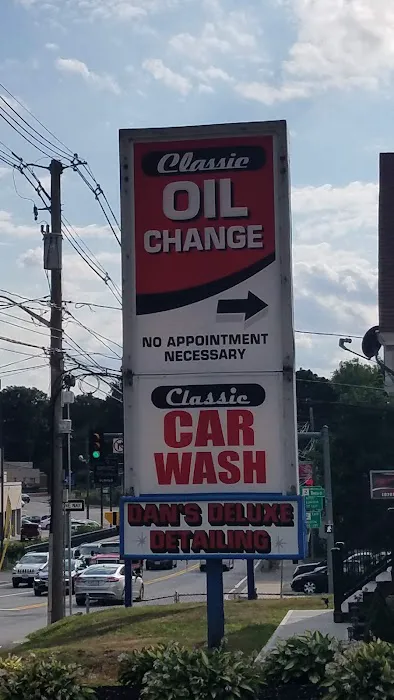 Classic
OIL
CHANGE
NO APPOINTMENT
NECESSARY
Classic
CAR
WASH
DAN'S DELUXE
DETAILING